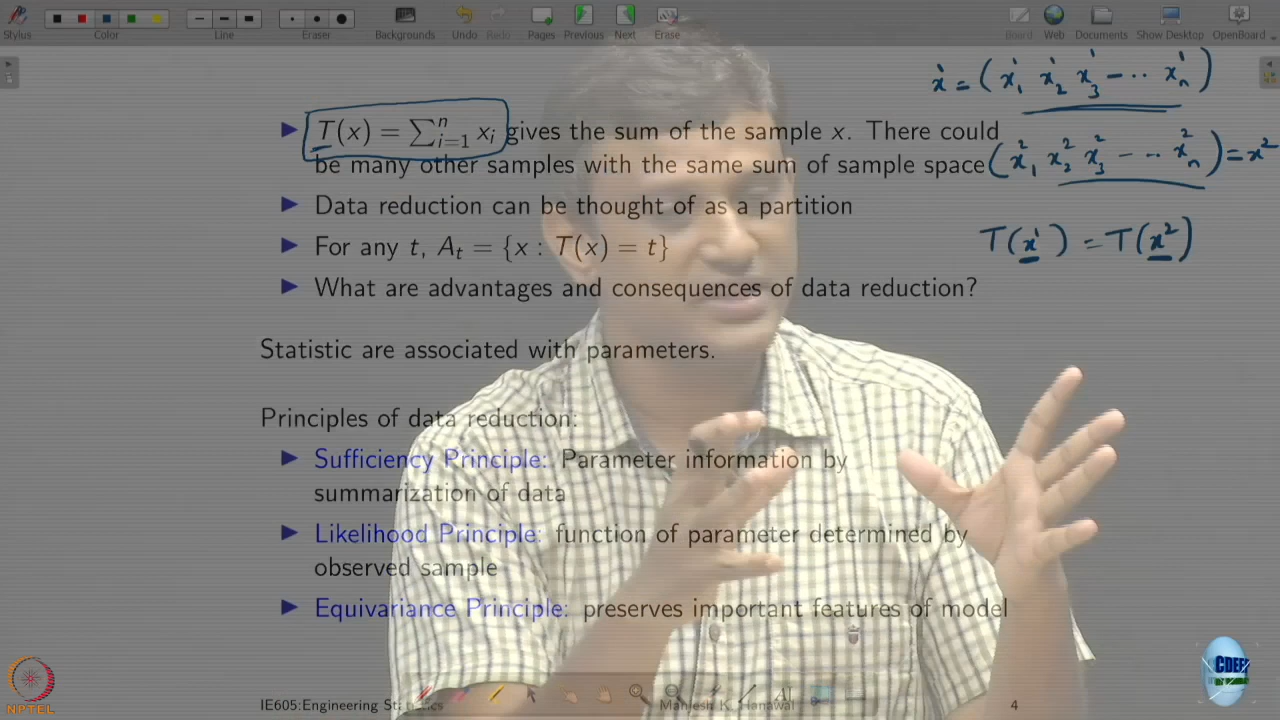 Stylus Color Line Eraser Backgrounds Undo Redo Pages Previous Next Erase Board Web Documents Show Desktop OpenBoard
ẋ = (x₁¹ x₂¹ x₃¹ --·· xₙ¹)
▶ T(x) = ∑ⁿᵢ₌₁ xᵢ gives the sum of the sample x. There could
be many other samples with the same sum of sample space
(x₁² x₂² x₃² --·· xₙ²) = x²
▶ Data reduction can be thought of as a partition
▶ For any t, Aₜ = {x : T(x) = t}
T(x¹) = T(x²)
▶ What are advantages and consequences of data reduction?
Statistic are associated with parameters.
Principles of data reduction:
▶ Sufficiency Principle: Parameter information by
summarization of data
▶ Likelihood Principle: function of parameter determined by
observed sample
▶ Equivariance Principle: preserves important features of model
IE605:Engineering Statistics Manjesh K. Hanawal 4
NPTEL
CDEEP